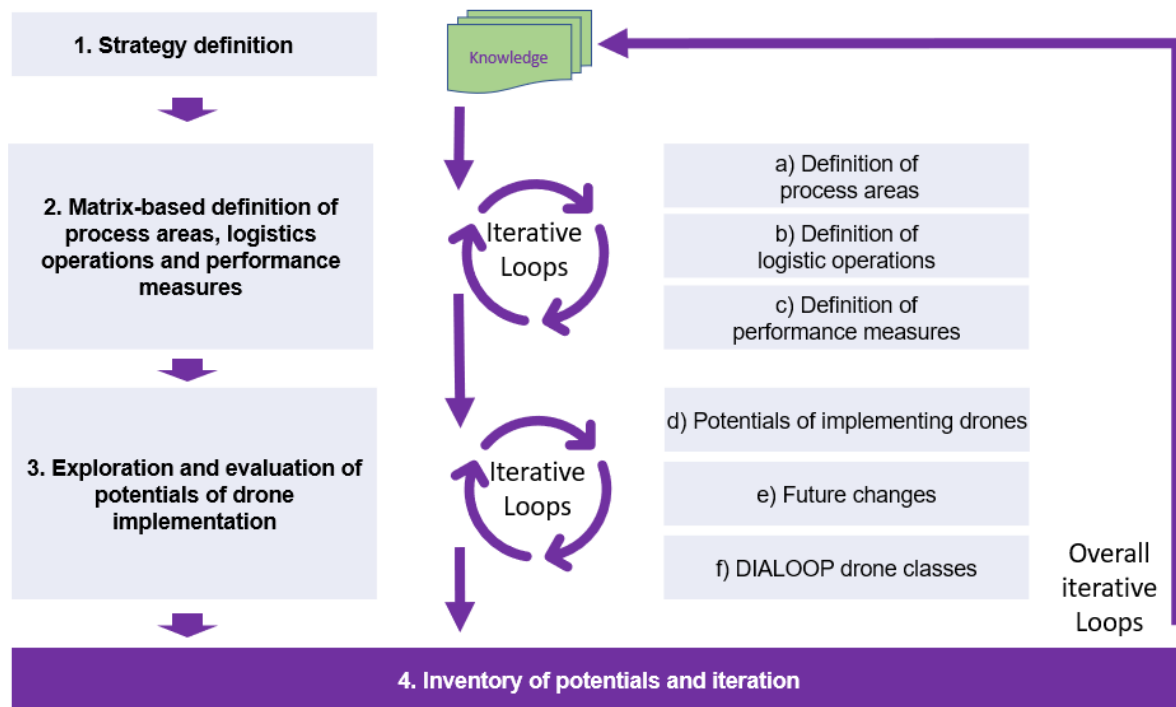 1. Strategy definition
Knowledge
2. Matrix-based definition of
process areas, logistics
operations and performance
measures
Iterative
Loops
a) Definition of
process areas
b) Definition of
logistic operations
c) Definition of
performance measures
3. Exploration and evaluation of
potentials of drone
implementation
Iterative
Loops
d) Potentials of implementing drones
e) Future changes
f) DIALOOP drone classes
Overall
iterative
Loops
4. Inventory of potentials and iteration